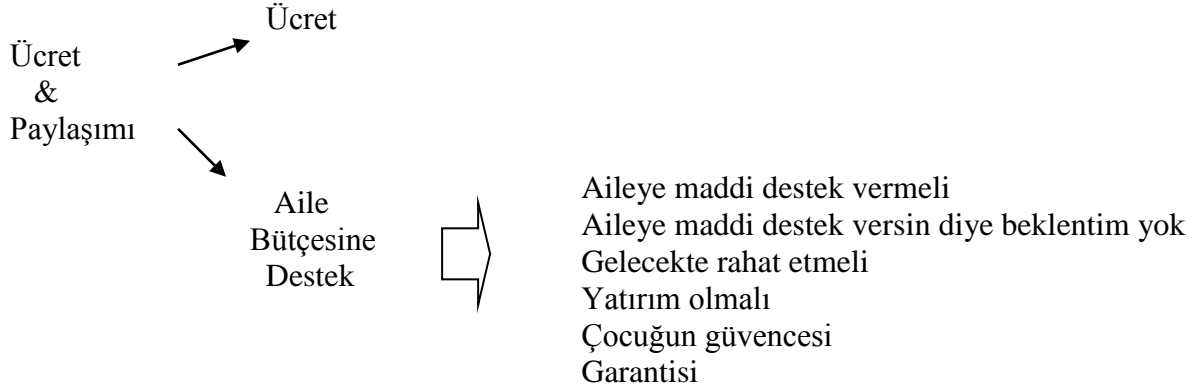 Ücret
Ücret
&
Paylaşımı
Aile
Bütçesine
Destek
Aileye maddi destek vermeli
Aileye maddi destek versin diye beklentim yok
Gelecekte rahat etmeli
Yatırım olmalı
Çocuğun güvencesi
Garantisi